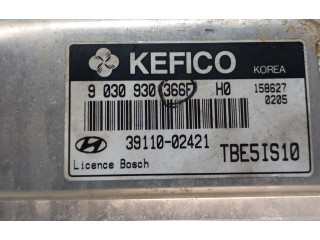 KEFICO KOREA
9 030 930 366F H0 158627
0205
39110-02421 TBE5IS10
Licence Bosch